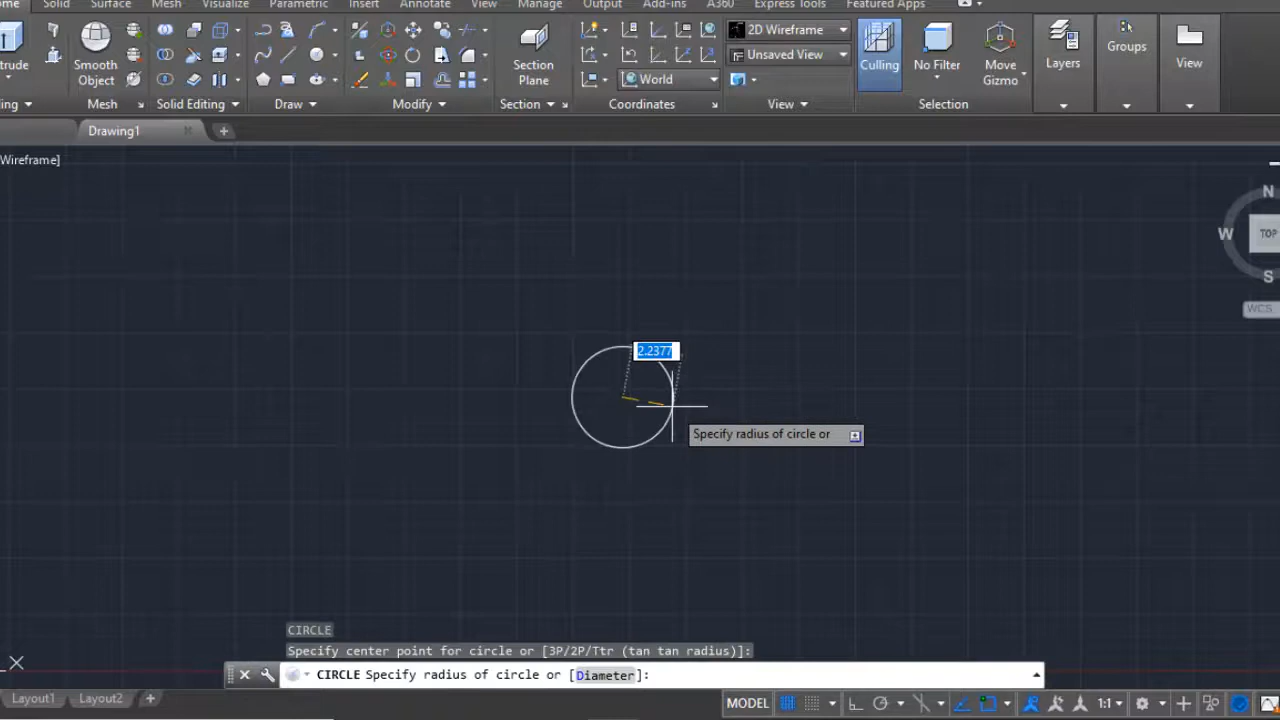 ome Solid Surface Mesh Visualize Parametric Insert Annotate View Manage Output Add-ins A360 Express Tools Featured Apps
2D Wireframe
Unsaved View
World
trude Smooth Object Section Plane Culling No Filter Move Gizmo Layers Groups View
ing Mesh Solid Editing Draw Modify Section Coordinates View Selection
Drawing1
Wireframe]
N
W TOP
S
WCS
2.2377
Specify radius of circle or
CIRCLE
Specify center point for circle or [3P/2P/Ttr (tan tan radius)]:
CIRCLE Specify radius of circle or [Diameter]:
Layout1 Layout2 MODEL 1:1